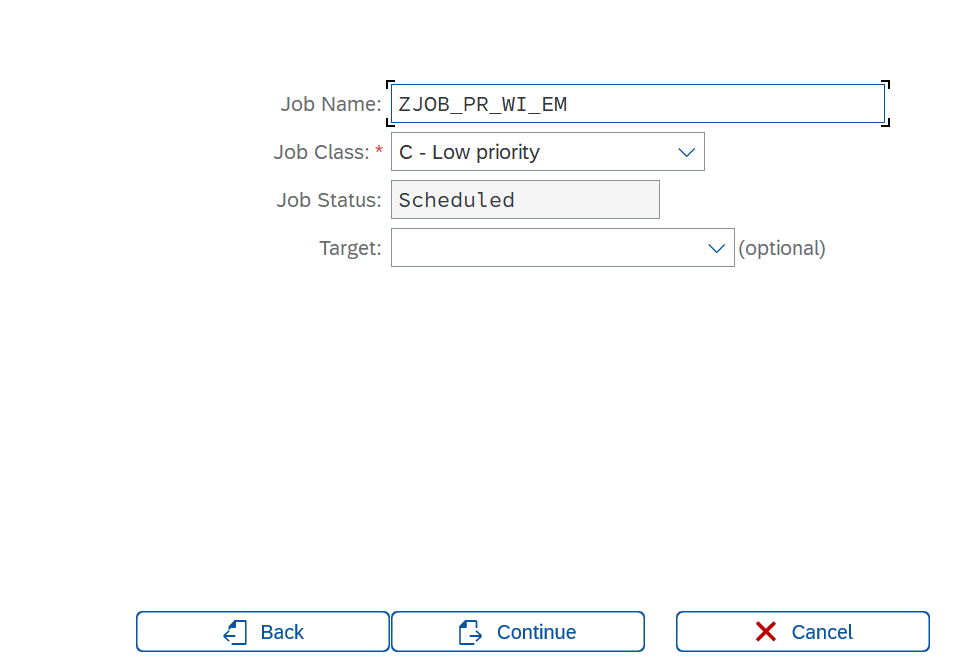 Job Name: ZJOB_PR_WI_EM
Job Class: * C - Low priority
Job Status: Scheduled
Target: (optional)
Back Continue Cancel